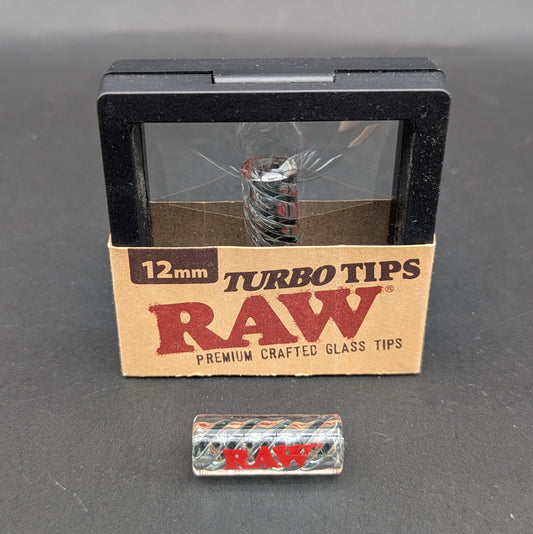 12mm TURBO TIPS
RAW®
PREMIUM CRAFTED GLASS TIPS
RAW